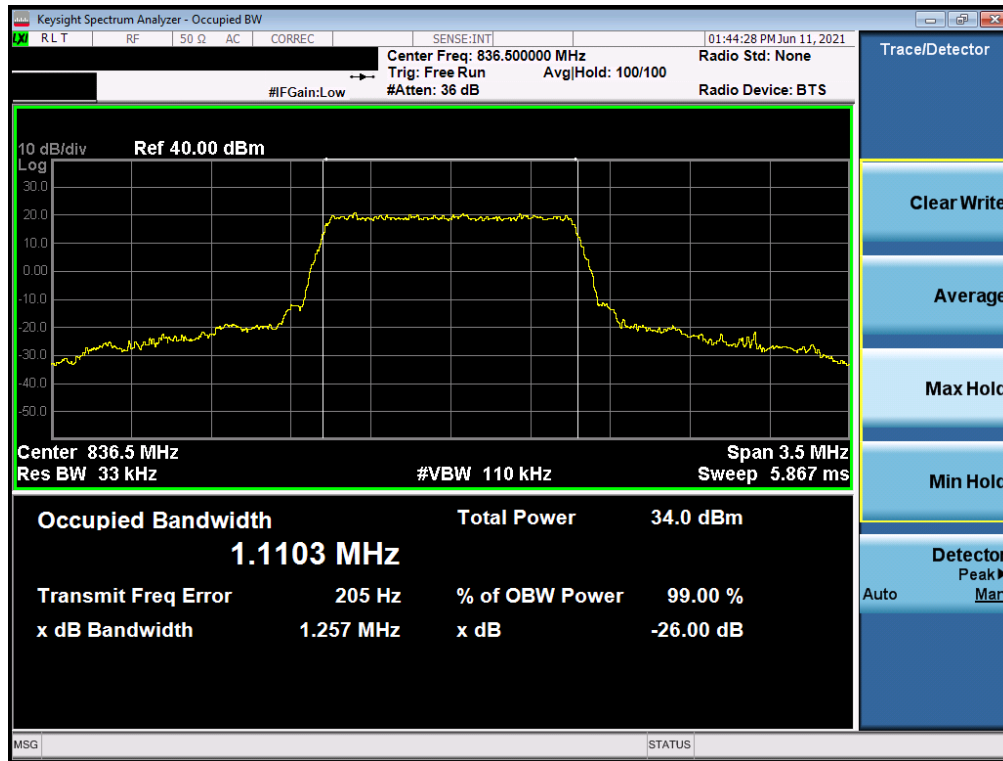 Keysight Spectrum Analyzer - Occupied BW
LXI RLT RF 50 Ω AC CORREC SENSE:INT 01:44:28 PM Jun 11, 2021
Center Freq: 836.500000 MHz Radio Std: None
Trig: Free Run Avg|Hold: 100/100
#IFGain:Low #Atten: 36 dB Radio Device: BTS
10 dB/div Ref 40.00 dBm
Log
30.0
20.0
10.0
0.00
-10.0
-20.0
-30.0
-40.0
-50.0
Center 836.5 MHz Span 3.5 MHz
Res BW 33 kHz #VBW 110 kHz Sweep 5.867 ms
Occupied Bandwidth Total Power 34.0 dBm
1.1103 MHz
Transmit Freq Error 205 Hz % of OBW Power 99.00 %
x dB Bandwidth 1.257 MHz x dB -26.00 dB
MSG STATUS
Trace/Detector
Clear Write
Average
Max Hold
Min Hold
Detector
Peak
Auto Man